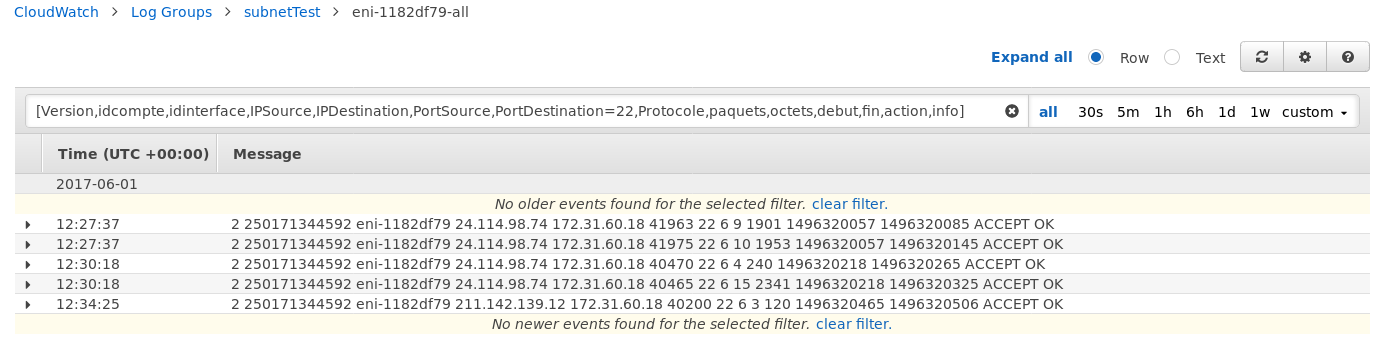 CloudWatch > Log Groups > subnetTest > eni-1182df79-all
Expand all Row Text
[Version,idcompte,idinterface,IPSource,IPDestination,PortSource,PortDestination=22,Protocole,paquets,octets,debut,fin,action,info] all 30s 5m 1h 6h 1d 1w custom
Time (UTC +00:00) Message
2017-06-01
No older events found for the selected filter. clear filter.
12:27:37 2 250171344592 eni-1182df79 24.114.98.74 172.31.60.18 41963 22 6 9 1901 1496320057 1496320085 ACCEPT OK
12:27:37 2 250171344592 eni-1182df79 24.114.98.74 172.31.60.18 41975 22 6 10 1953 1496320057 1496320145 ACCEPT OK
12:30:18 2 250171344592 eni-1182df79 24.114.98.74 172.31.60.18 40470 22 6 4 240 1496320218 1496320265 ACCEPT OK
12:30:18 2 250171344592 eni-1182df79 24.114.98.74 172.31.60.18 40465 22 6 15 2341 1496320218 1496320325 ACCEPT OK
12:34:25 2 250171344592 eni-1182df79 211.142.139.12 172.31.60.18 40200 22 6 3 120 1496320465 1496320506 ACCEPT OK
No newer events found for the selected filter. clear filter.